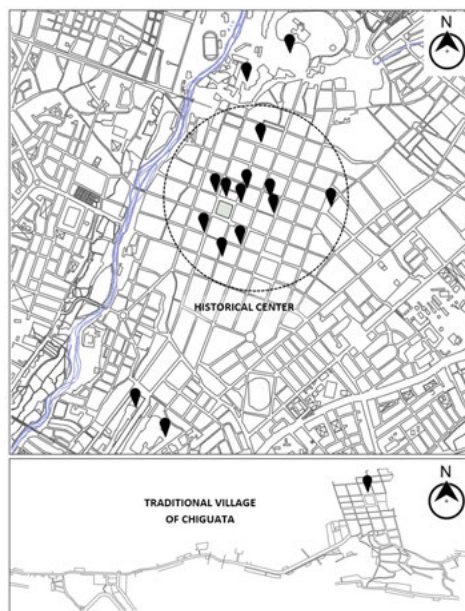 N
HISTORICAL CENTER
N
TRADITIONAL VILLAGE
OF CHIGUATA